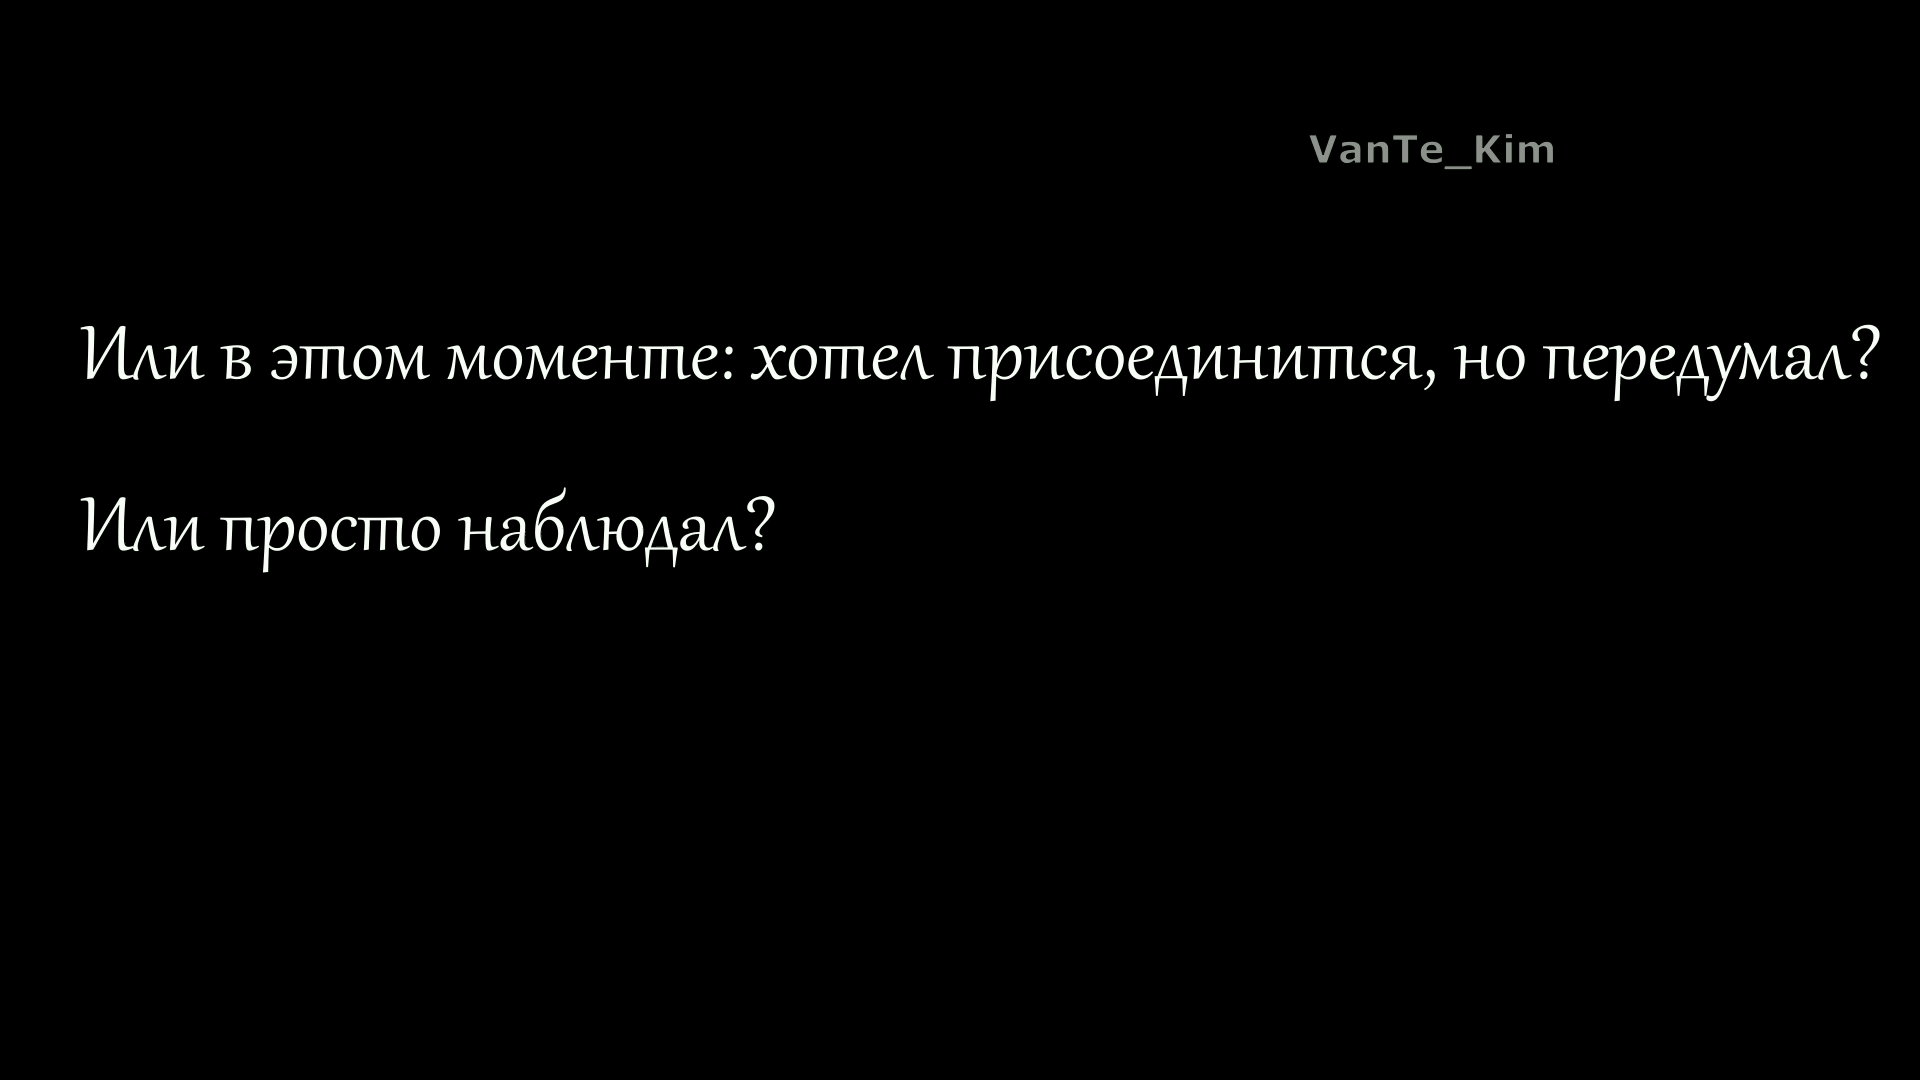 VanTe_Kim
Или в этом моменте: хотел присоединится, но передумал?
Или просто наблюдал?